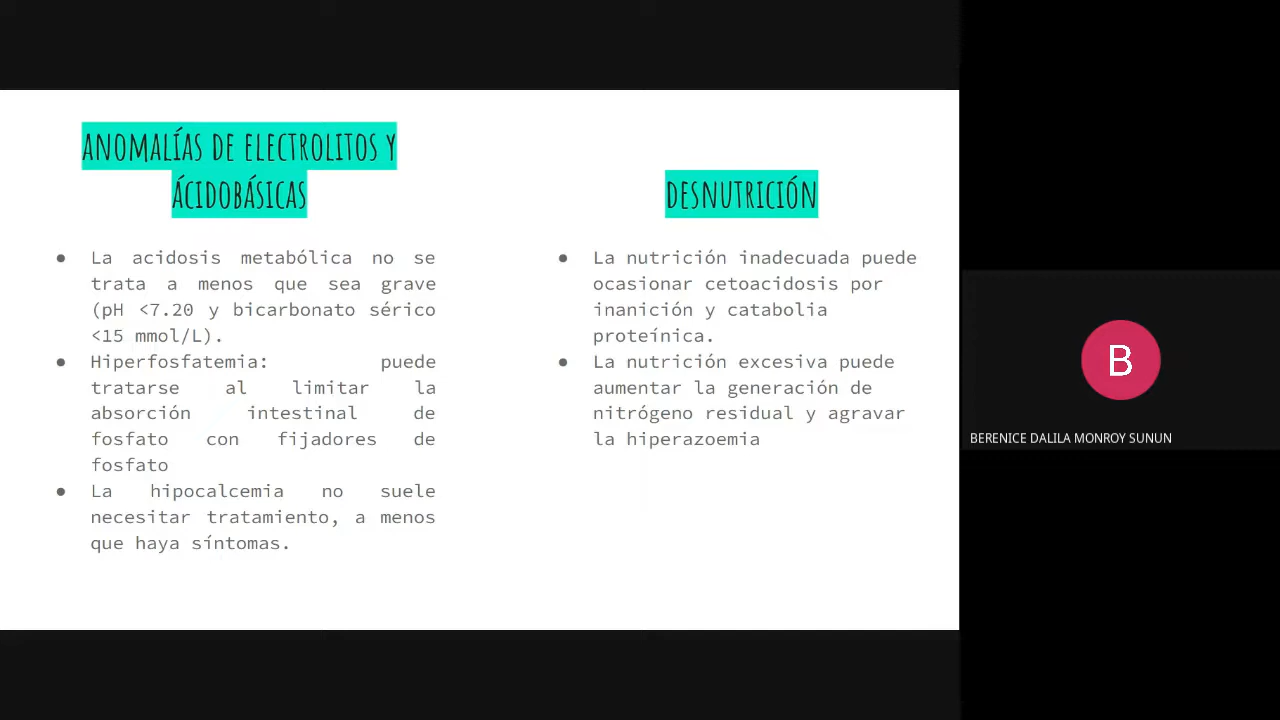 ANOMALÍAS DE ELECTROLITOS Y
ÁCIDOBÁSICAS
● La acidosis metabólica no se
trata a menos que sea grave
(pH <7.20 y bicarbonato sérico
<15 mmol/L).
● Hiperfosfatemia: puede
tratarse al limitar la
absorción intestinal de
fosfato con fijadores de
fosfato
● La hipocalcemia no suele
necesitar tratamiento, a menos
que haya síntomas.
DESNUTRICIÓN
● La nutrición inadecuada puede
ocasionar cetoacidosis por
inanición y catabolia
proteínica.
● La nutrición excesiva puede
aumentar la generación de
nitrógeno residual y agravar
la hiperazoemia
B
BERENICE DALILA MONROY SUNUN